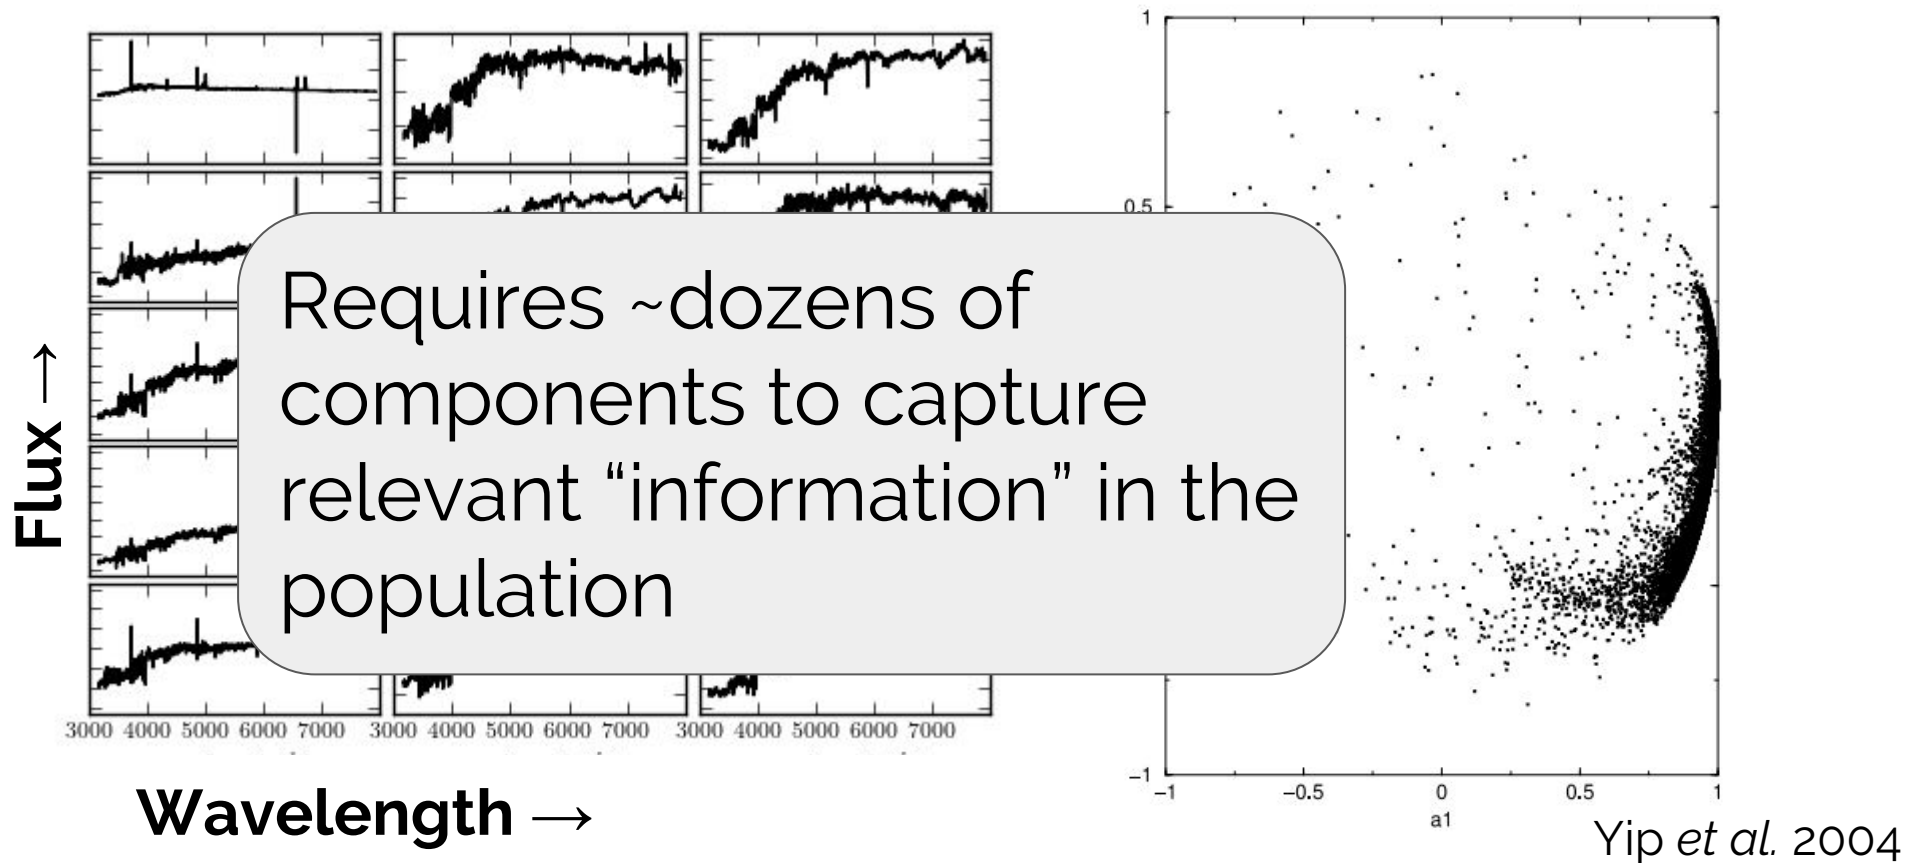 1
0.5
Requires ~dozens of
components to capture
relevant “information” in the
population
Flux →
3000 4000 5000 6000 7000 3000 4000 5000 6000 7000 3000 4000 5000 6000 7000
Wavelength →
−1
−1 −0.5 0 0.5 1
a1
Yip et al. 2004